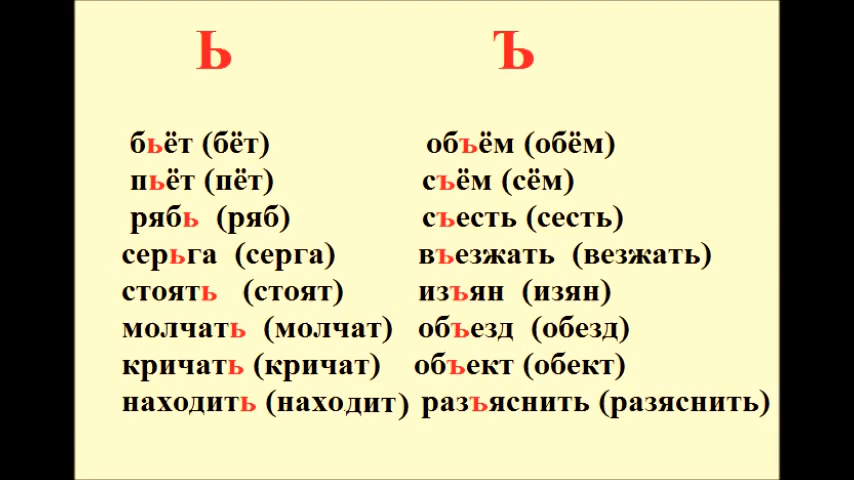 Ь Ъ
бьёт (бёт) объём (обём)
пьёт (пёт) съём (сём)
рябь (ряб) съесть (сесть)
серьга (серга) въезжать (везжать)
стоять (стоят) изъян (изян)
молчать (молчат) объезд (обезд)
кричать (кричат) объект (обект)
находить (находит) разъяснить (разяснить)